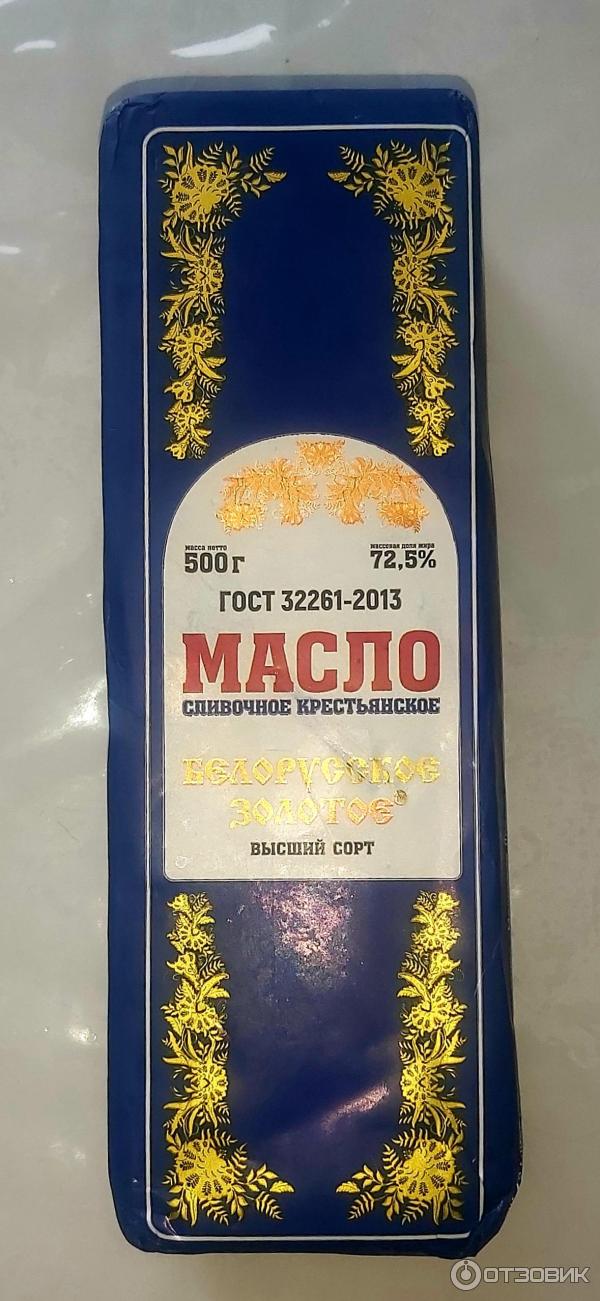 масса нетто массовая доля жира
500 г 72,5%
ГОСТ 32261-2013
МАСЛО
СЛИВОЧНОЕ КРЕСТЬЯНСКОЕ
БЕЛОРУССКОЕ
ЗОЛОТОЕ®
ВЫСШИЙ СОРТ
ОТЗОВИК